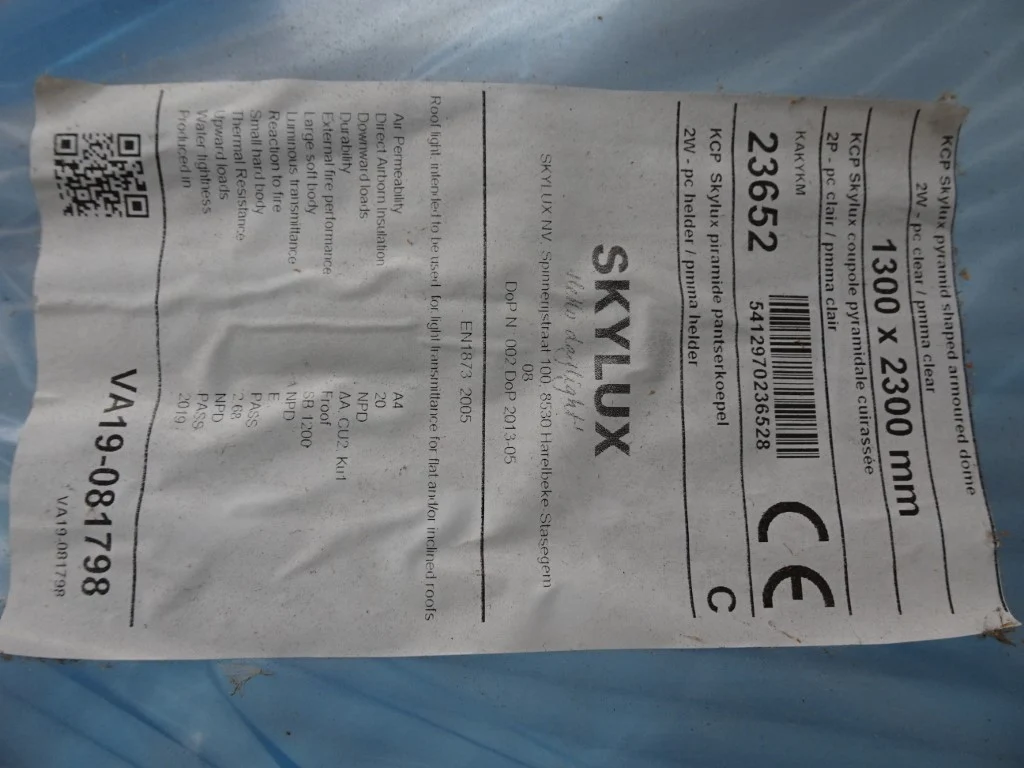 KCP Skylux pyramid shaped armoured dome
2W - pc clear / pmma clear
1300 x 2300 mm
KCP Skylux coupole pyramidale cuirassée
2P - pc clair / pmma clair
KAKYKM
23652
5412970236528
CE
KCP Skylux piramide pantserkoepel
2W - pc helder / pmma helder
C
SKYLUX
Hello daylight!
SKYLUX NV, Spinnerijstraat 100, 8530 Harelbeke-Stasegem
08
DoP N° 002 DoP 2013-05
EN1873: 2005
Roof light intended to be used for light transmittance for flat and/or inclined roofs
Air Permeability A4
Direct Airborn Insulation 20
Downward loads NPD
Durability ΔA, CU2, Kur1
External fire performance Froof
Large soft body SB 1200
Luminous transmittance NPD
Reaction to fire E
Small hard body PASS
Thermal Resistance 2.68
Upward loads NPD
Water tightness PASS
Produced in 2019
VA19-081798
VA19-081798